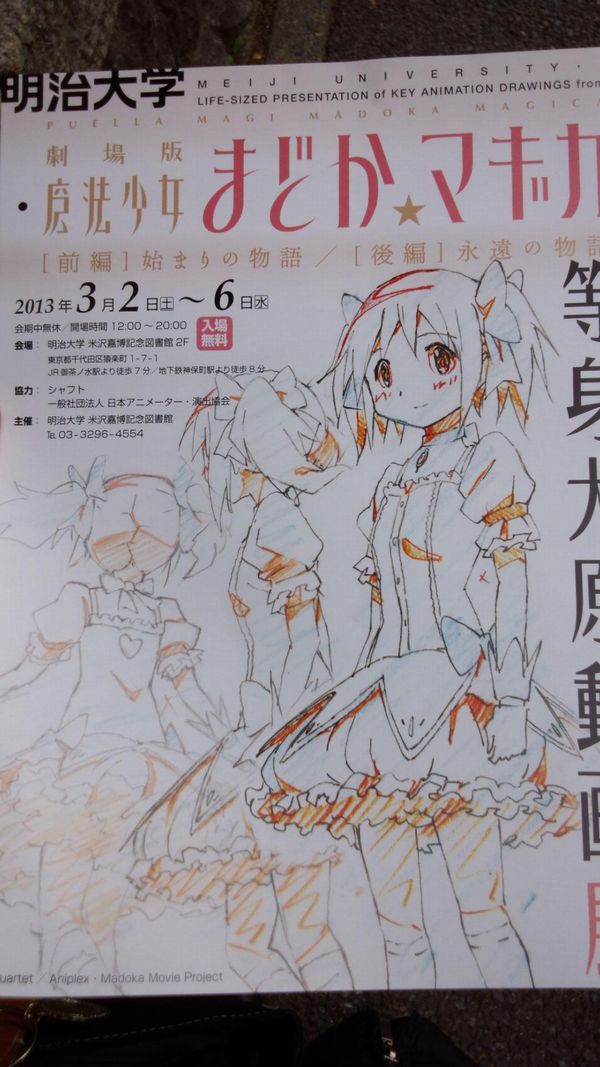 明治大学
MEIJI UNIVERSITY・
LIFE-SIZED PRESENTATION of KEY ANIMATION DRAWINGS from
PUELLA MAGI MADOKA MAGICA
劇場版
・魔法少女まどか★マギカ
[前編]始まりの物語／[後編]永遠の物語
2013年3月2日土〜6日水
会期中無休／開場時間 12:00〜20:00
入場無料
会場： 明治大学 米沢嘉博記念図書館 2F
東京都千代田区猿楽町1-7-1
JR御茶ノ水駅より徒歩7分／地下鉄神保町駅より徒歩8分
協力： シャフト
一般社団法人 日本アニメーター・演出協会
主催： 明治大学 米沢嘉博記念図書館
TEL 03-3296-4554
等身大原動画展
uartet／Aniplex・Madoka Movie Project